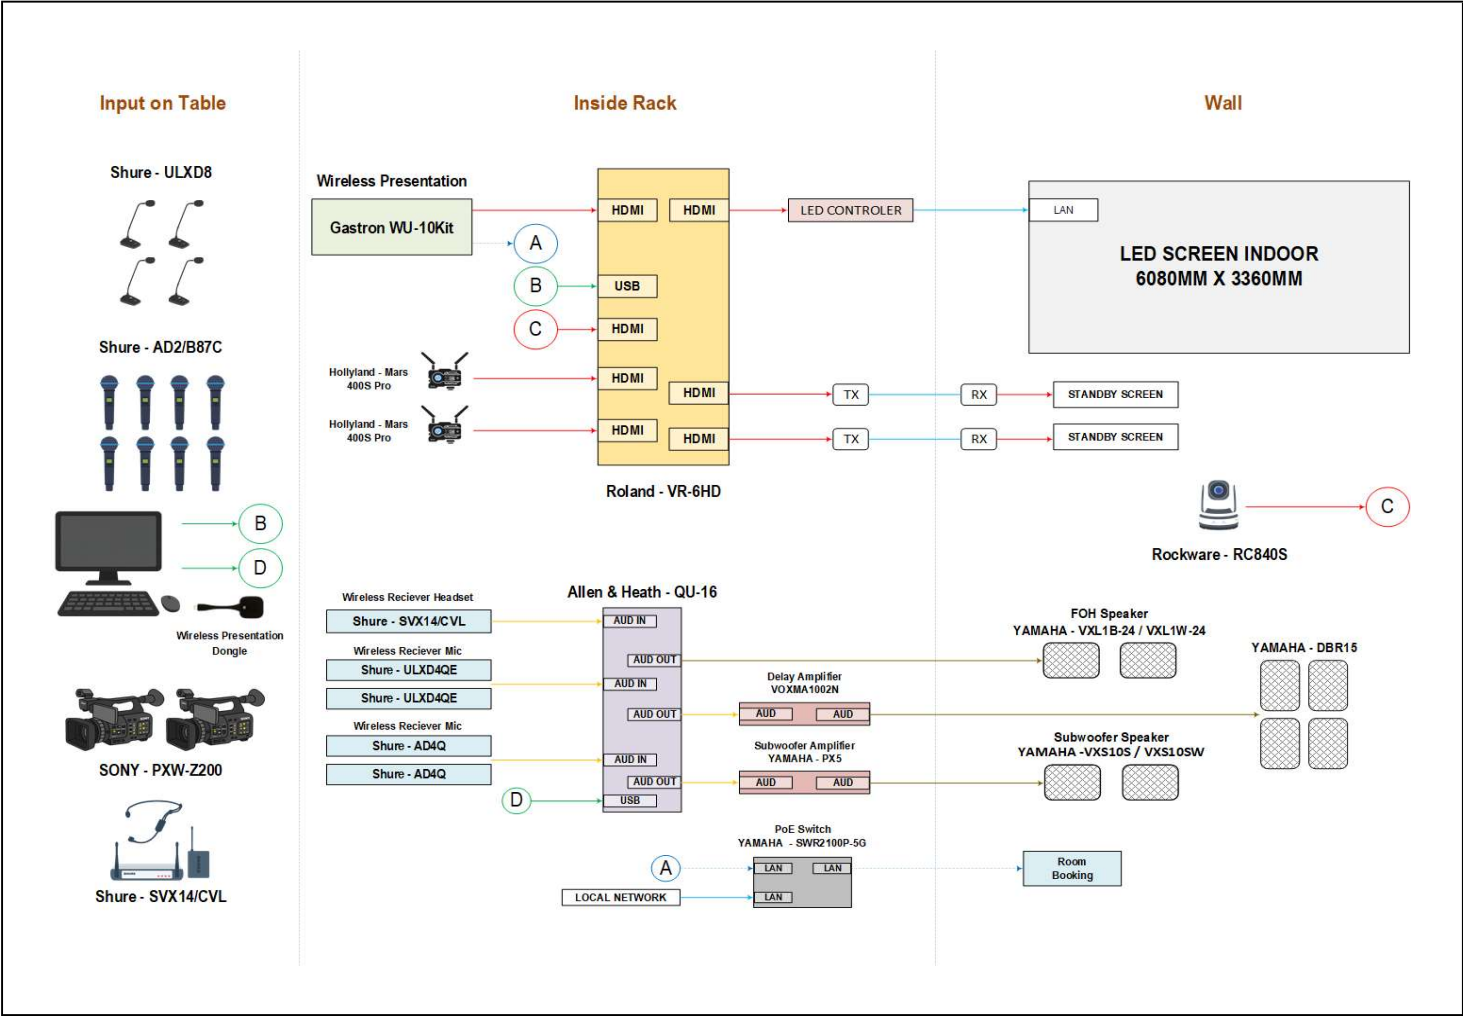 Input on Table
Inside Rack
Wall
Shure - ULXD8
Shure - AD2/B87C
B
D
Wireless Presentation
Dongle
SONY - PXW-Z200
Shure - SVX14/CVL
Wireless Presentation
Gastron WU-10Kit
A
B
C
Hollyland - Mars
400S Pro
Hollyland - Mars
400S Pro
HDMI
HDMI
USB
HDMI
HDMI
HDMI
HDMI
HDMI
Roland - VR-6HD
LED CONTROLER
LAN
LED SCREEN INDOOR
6080MM X 3360MM
TX
RX
STANDBY SCREEN
TX
RX
STANDBY SCREEN
C
Rockware - RC840S
Allen & Heath - QU-16
Wireless Reciever Headset
Shure - SVX14/CVL
Wireless Reciever Mic
Shure - ULXD4QE
Shure - ULXD4QE
Wireless Reciever Mic
Shure - AD4Q
Shure - AD4Q
D
AUD IN
AUD OUT
AUD IN
AUD OUT
AUD IN
AUD OUT
USB
Delay Amplifier
VOXMA1002N
AUD
AUD
Subwoofer Amplifier
YAMAHA - PX5
AUD
AUD
FOH Speaker
YAMAHA - VXL1B-24 / VXL1W-24
YAMAHA - DBR15
Subwoofer Speaker
YAMAHA -VXS10S / VXS10SW
PoE Switch
YAMAHA - SWR2100P-5G
A
LAN
LAN
LOCAL NETWORK
LAN
Room
Booking